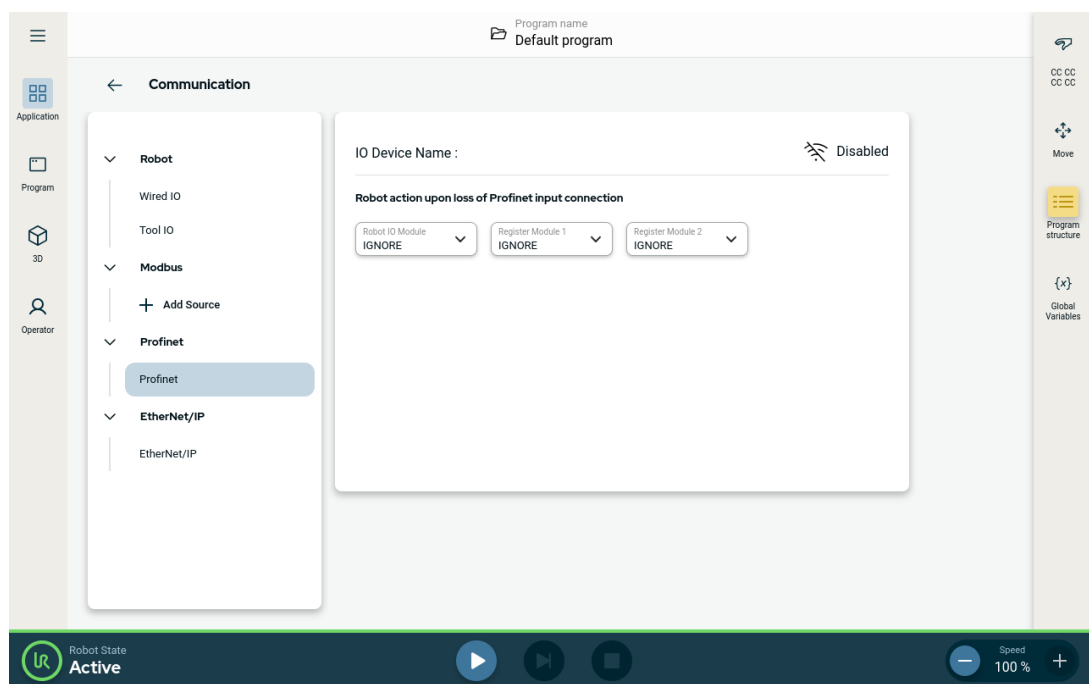 Program name
Default program
Application
Program
3D
Operator
Communication
Robot
Wired IO
Tool IO
Modbus
Add Source
Profinet
Profinet
EtherNet/IP
EtherNet/IP
IO Device Name :
Disabled
Robot action upon loss of Profinet input connection
Robot IO Module
IGNORE
Register Module 1
IGNORE
Register Module 2
IGNORE
CC CC
CC CC
Move
Program
structure
{x}
Global
Variables
UR
Robot State
Active
Speed
100 %